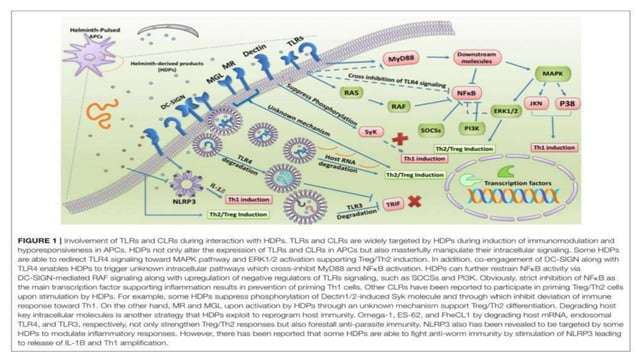 Helminth-Pulsed
APCs
Helminth-derived products
(HDPs)
DC-SIGN
MGL
MR
Dectin
TLRs
MyD88
Downstream
molecules
Cross inhibition of TLR4 signaling
MAPK
RAS
RAF
NFκB
ERK1/2
JKN
P38
Suppress Phosphorylation
Unknown mechanism
SyK
SOCSs
PI3K
Th1 induction
Th2/Treg Induction
Th1 induction
Th2/Treg Induction
TLR4
degradation
Host RNA
degradation
TLR3
Degradation
TRIF
Transcription factors
NLRP3
IL-1β
Th1 induction
Th2/Treg Induction
FIGURE 1 | Involvement of TLRs and CLRs during interaction with HDPs. TLRs and CLRs are widely targeted by HDPs during induction of immunomodulation and
hyporesponsiveness in APCs. HDPs not only alter the expression of TLRs and CLRs in APCs but also masterfully manipulate their intracellular signaling. Some HDPs
are able to redirect TLR4 signaling toward MAPK pathway and ERK1/2 activation supporting Treg/Th2 induction. In addition, co-engagement of DC-SIGN along with
TLR4 enables HDPs to trigger unknown intracellular pathways which cross-inhibit MyD88 and NFκB activation. HDPs can further restrain NFκB activity via
DC-SIGN-mediated RAF signaling along with upregulation of negative regulators of TLRs signaling, such as SOCSs and PI3K. Obviously, strict inhibition of NFκB as
the main transcription factor supporting inflammation results in prevention of priming Th1 cells. Other CLRs have been reported to participate in priming Treg/Th2 cells
upon stimulation by HDPs. For example, some HDPs suppress phosphorylation of Dectin1/2-induced Syk molecule and through which inhibit deviation of immune
response toward Th1. On the other hand, MR and MGL, upon activation by HDPs through an unknown mechanism support Treg/Th2 differentiation. Degrading host
key intracellular molecules is another strategy that HDPs exploit to reprogram host immunity. Omega-1, ES-62, and FheCL1 by degrading host mRNA, endosomal
TLR4, and TLR3, respectively, not only strengthen Treg/Th2 responses but also forestall anti-parasite immunity. NLRP3 also has been revealed to be targeted by some
HDPs to modulate inflammatory responses. However, there has been reported that some HDPs are able to fight anti-worm immunity by stimulation of NLRP3 leading
to release of IL-1B and Th1 amplification.